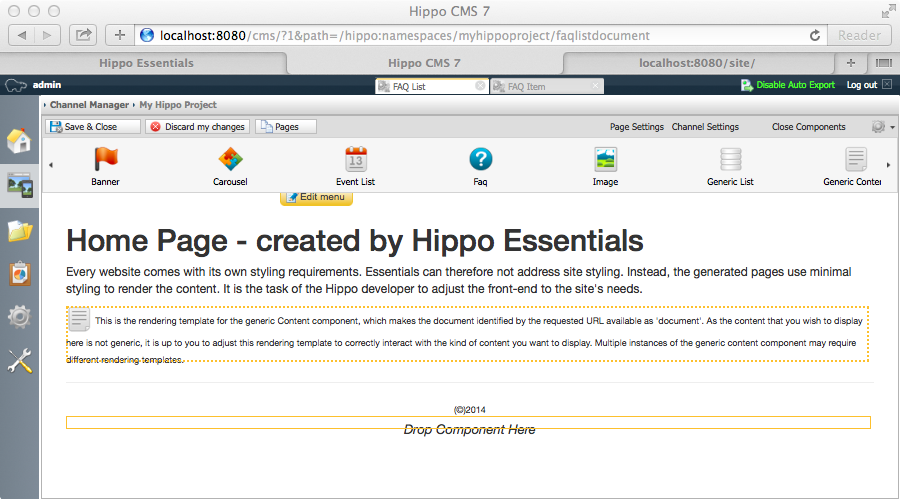 Hippo CMS 7
localhost:8080/cms/?1&path=/hippo:namespaces/myhippoproject/faqlistdocument
Reader
Hippo Essentials
Hippo CMS 7
localhost:8080/site/
admin
FAQ List
FAQ Item
Disable Auto Export
Log out
Channel Manager
My Hippo Project
Save & Close
Discard my changes
Pages
Page Settings
Channel Settings
Close Components
13
Banner
Carousel
Event List
Faq
Image
Generic List
Generic Conter
Edit menu
Home Page - created by Hippo Essentials
Every website comes with its own styling requirements. Essentials can therefore not address site styling. Instead, the generated pages use minimal
styling to render the content. It is the task of the Hippo developer to adjust the front-end to the site's needs.
This is the rendering template for the generic Content component, which makes the document identified by the requested URL available as 'document'. As the content that you wish to display
here is not generic, it is up to you to adjust this rendering template to correctly interact with the kind of content you want to display. Multiple instances of the generic content component may require
different rendering templates.
(©)2014
Drop Component Here